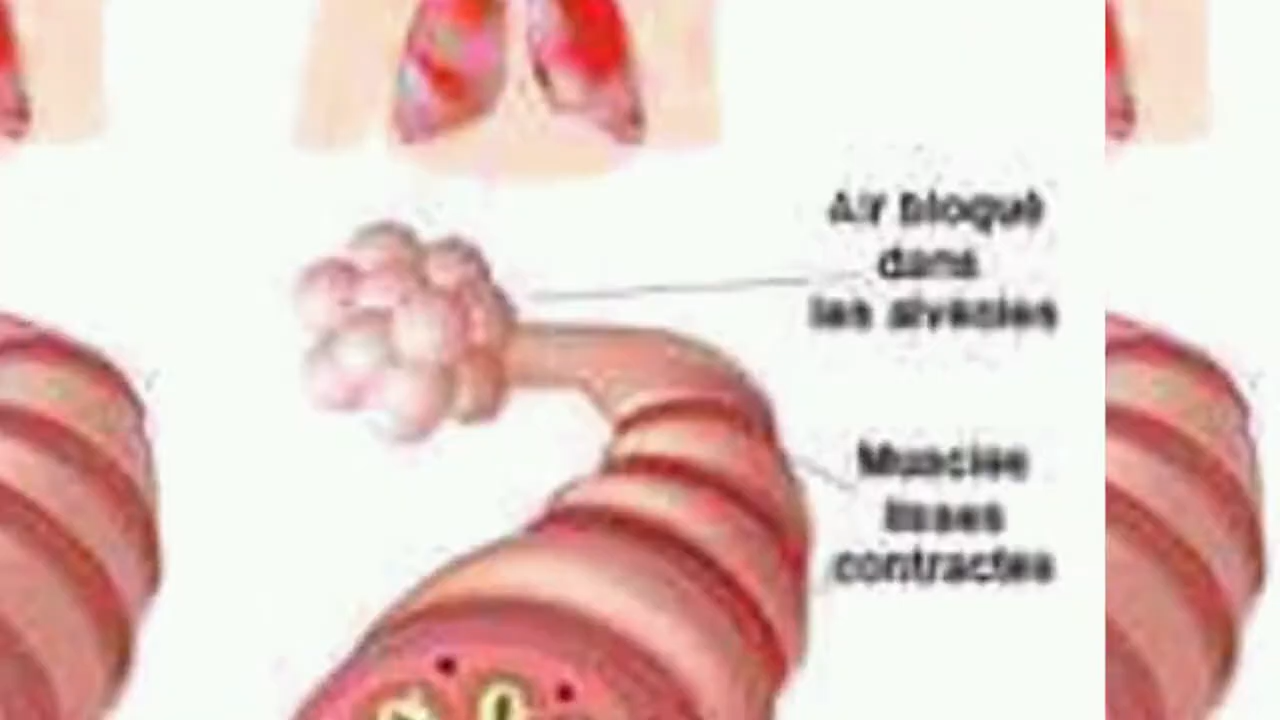 Air bloqué
dans
les alvéoles
Muscles
lisses
contractés